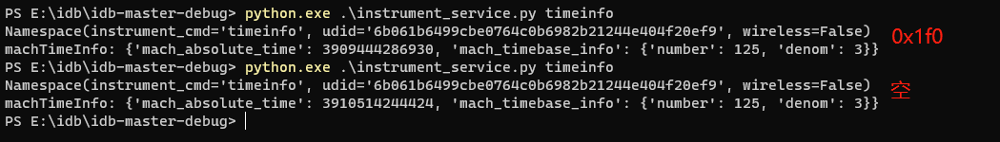 PS E:\idb\idb-master-debug> python.exe .\instrument_service.py timeinfo
Namespace(instrument_cmd='timeinfo', udid='6b061b6499cbe0764c0b6982b21244e404f20ef9', wireless=False) 0x1f0
machTimeInfo: {'mach_absolute_time': 3909444286930, 'mach_timebase_info': {'number': 125, 'denom': 3}}
PS E:\idb\idb-master-debug> python.exe .\instrument_service.py timeinfo
Namespace(instrument_cmd='timeinfo', udid='6b061b6499cbe0764c0b6982b21244e404f20ef9', wireless=False) 空
machTimeInfo: {'mach_absolute_time': 3910514244424, 'mach_timebase_info': {'number': 125, 'denom': 3}}
PS E:\idb\idb-master-debug>